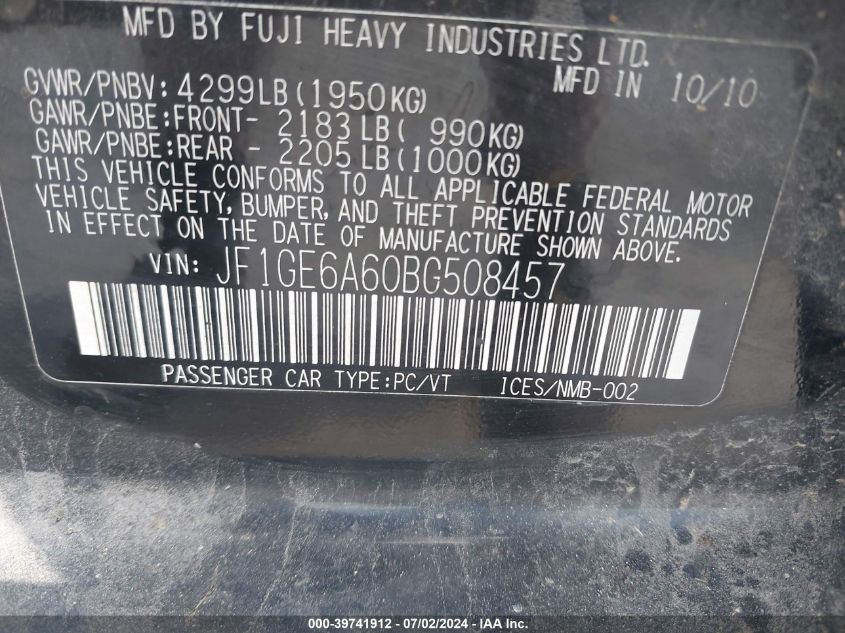 MFD BY FUJI HEAVY INDUSTRIES LTD.
MFD IN 10/10
GVWR/PNBV: 4299LB(1950KG)
GAWR/PNBE:FRONT- 2183LB( 990KG)
GAWR/PNBE:REAR - 2205LB(1000KG)
THIS VEHICLE CONFORMS TO ALL APPLICABLE FEDERAL MOTOR
VEHICLE SAFETY, BUMPER, AND THEFT PREVENTION STANDARDS
IN EFFECT ON THE DATE OF MANUFACTURE SHOWN ABOVE.
VIN: JF1GE6A60BG508457
PASSENGER CAR TYPE:PC/VT ICES/NMB-002
000-39741912 - 07/02/2024 - IAA Inc.